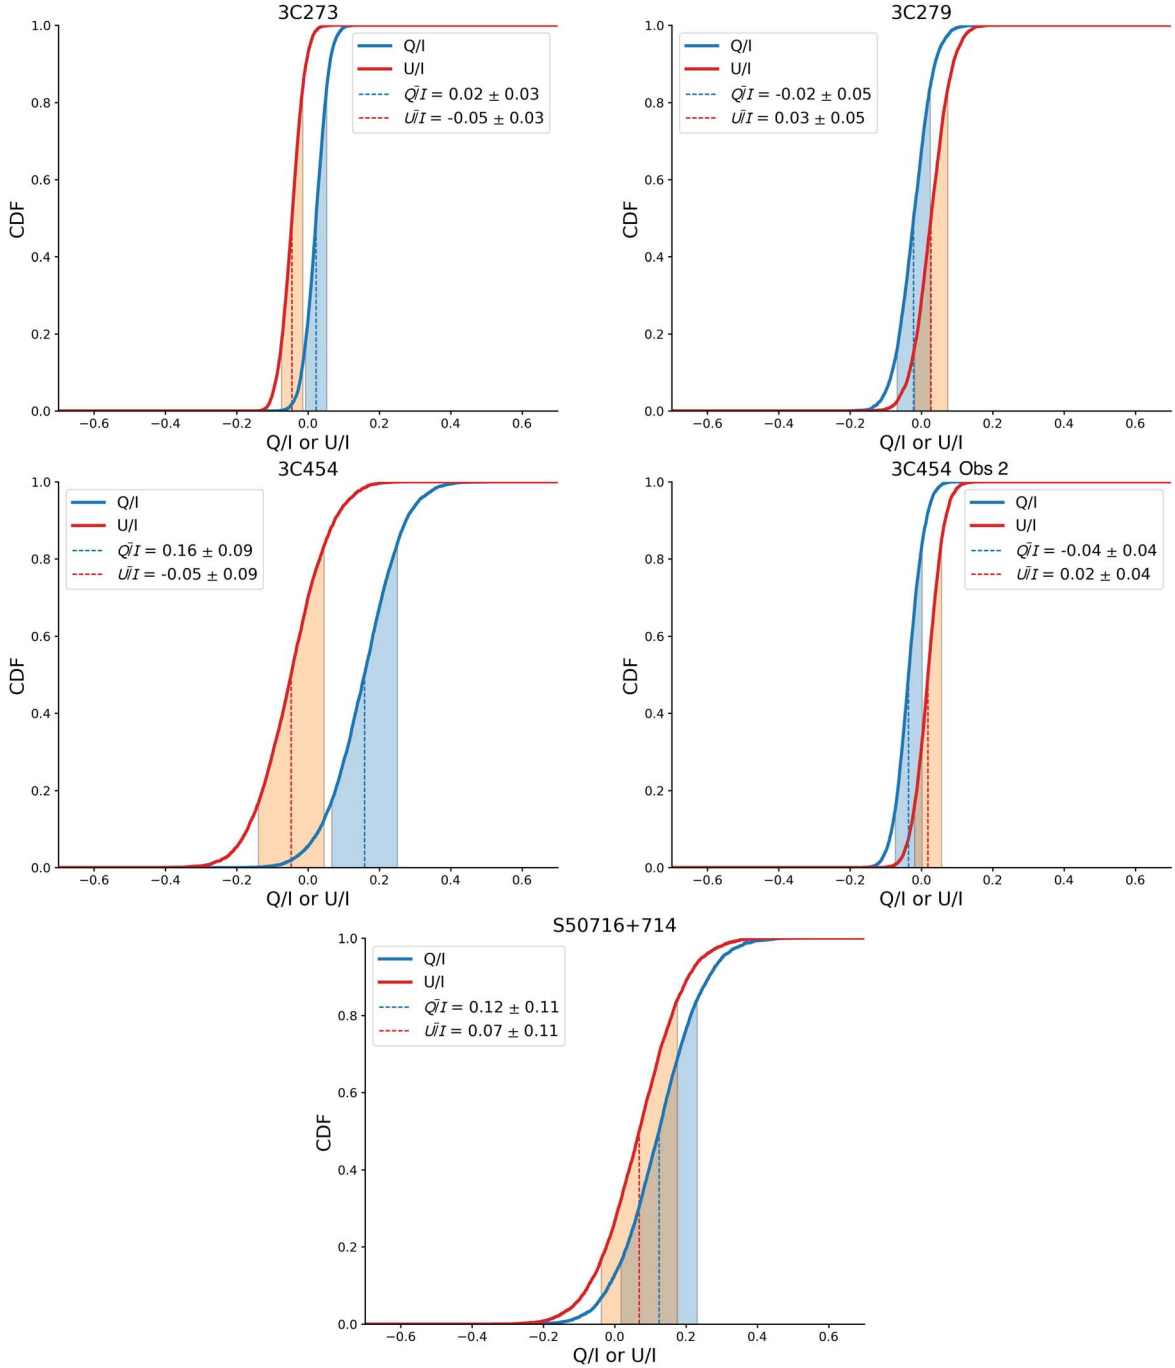 3C273
1.0
0.8
0.6
0.4
0.2
0.0
CDF
Q/I
U/I
Q̄/I = 0.02 ± 0.03
Ū/I = -0.05 ± 0.03
−0.6 −0.4 −0.2 0.0 0.2 0.4 0.6
Q/I or U/I
3C279
1.0
0.8
0.6
0.4
0.2
0.0
CDF
Q/I
U/I
Q̄/I = -0.02 ± 0.05
Ū/I = 0.03 ± 0.05
−0.6 −0.4 −0.2 0.0 0.2 0.4 0.6
Q/I or U/I
3C454
1.0
0.8
0.6
0.4
0.2
0.0
CDF
Q/I
U/I
Q̄/I = 0.16 ± 0.09
Ū/I = -0.05 ± 0.09
−0.6 −0.4 −0.2 0.0 0.2 0.4 0.6
Q/I or U/I
3C454 Obs 2
1.0
0.8
0.6
0.4
0.2
0.0
CDF
Q/I
U/I
Q̄/I = -0.04 ± 0.04
Ū/I = 0.02 ± 0.04
−0.6 −0.4 −0.2 0.0 0.2 0.4 0.6
Q/I or U/I
S50716+714
1.0
0.8
0.6
0.4
0.2
0.0
CDF
Q/I
U/I
Q̄/I = 0.12 ± 0.11
Ū/I = 0.07 ± 0.11
−0.6 −0.4 −0.2 0.0 0.2 0.4 0.6
Q/I or U/I